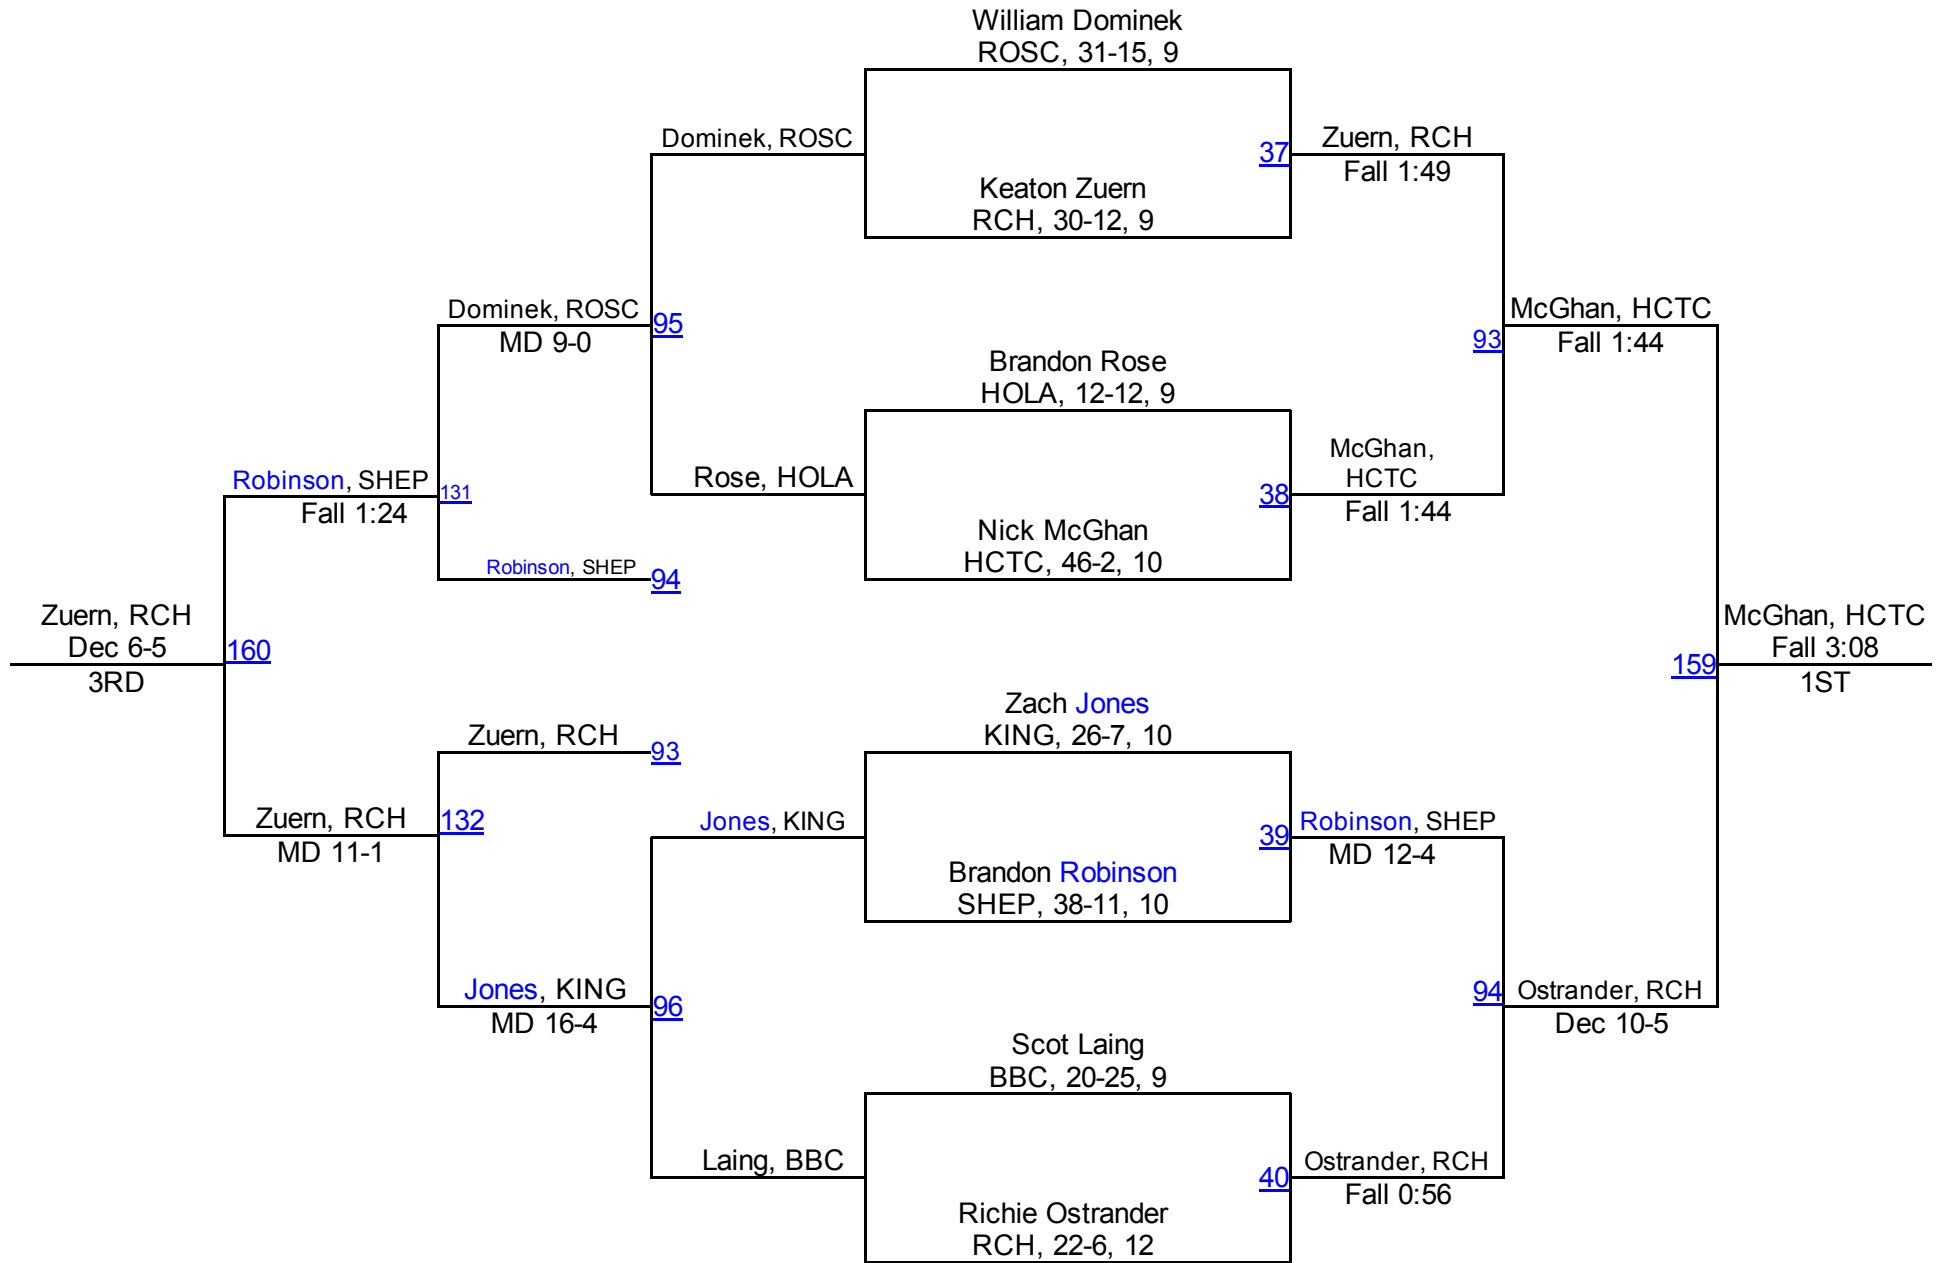 William Dominek
ROSC, 31-15, 9
Dominek, ROSC
37
Zuern, RCH
Fall 1:49
Keaton Zuern
RCH, 30-12, 9
Dominek, ROSC
MD 9-0
95
McGhan, HCTC
Fall 1:44
93
Brandon Rose
HOLA, 12-12, 9
Rose, HOLA
38
McGhan,
HCTC
Fall 1:44
Nick McGhan
HCTC, 46-2, 10
Robinson, SHEP
Fall 1:24
131
Robinson, SHEP
94
Zuern, RCH
Dec 6-5
3RD
160
McGhan, HCTC
Fall 3:08
1ST
159
Zach Jones
KING, 26-7, 10
Zuern, RCH
93
Zuern, RCH
MD 11-1
132
Jones, KING
39
Robinson, SHEP
MD 12-4
Brandon Robinson
SHEP, 38-11, 10
Jones, KING
MD 16-4
96
94
Ostrander, RCH
Dec 10-5
Scot Laing
BBC, 20-25, 9
Laing, BBC
40
Ostrander, RCH
Fall 0:56
Richie Ostrander
RCH, 22-6, 12